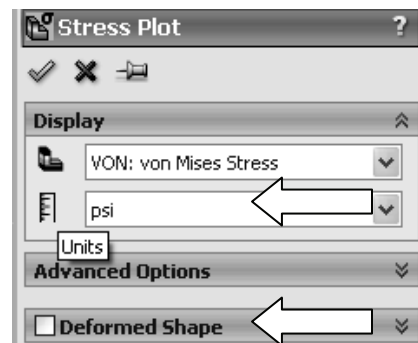 Stress Plot ?
Display
VON: von Mises Stress
psi
Units
Advanced Options
Deformed Shape